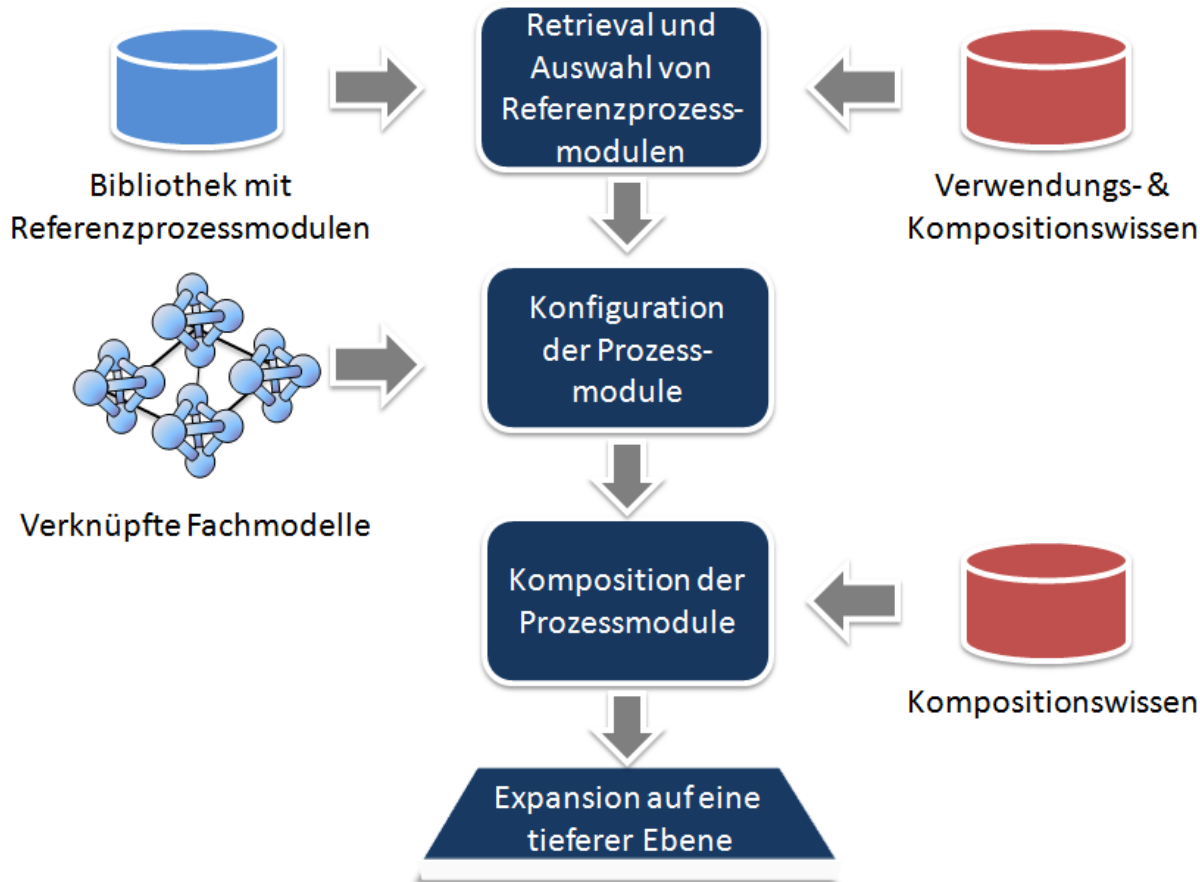 Retrieval und
Auswahl von
Referenzprozess-
modulen
Bibliothek mit
Referenzprozessmodulen
Verwendungs- &
Kompositionswissen
Konfiguration
der Prozess-
module
Verknüpfte Fachmodelle
Komposition der
Prozessmodule
Kompositionswissen
Expansion auf eine
tieferer Ebene